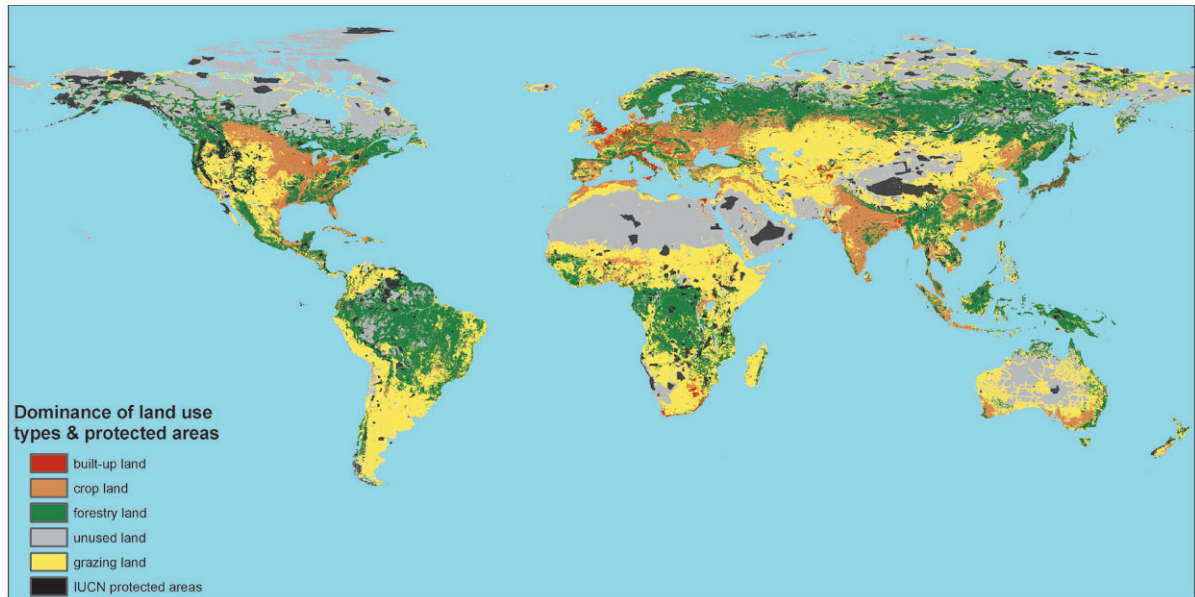 Dominance of land use
types & protected areas
built-up land
crop land
forestry land
unused land
grazing land
IUCN protected areas